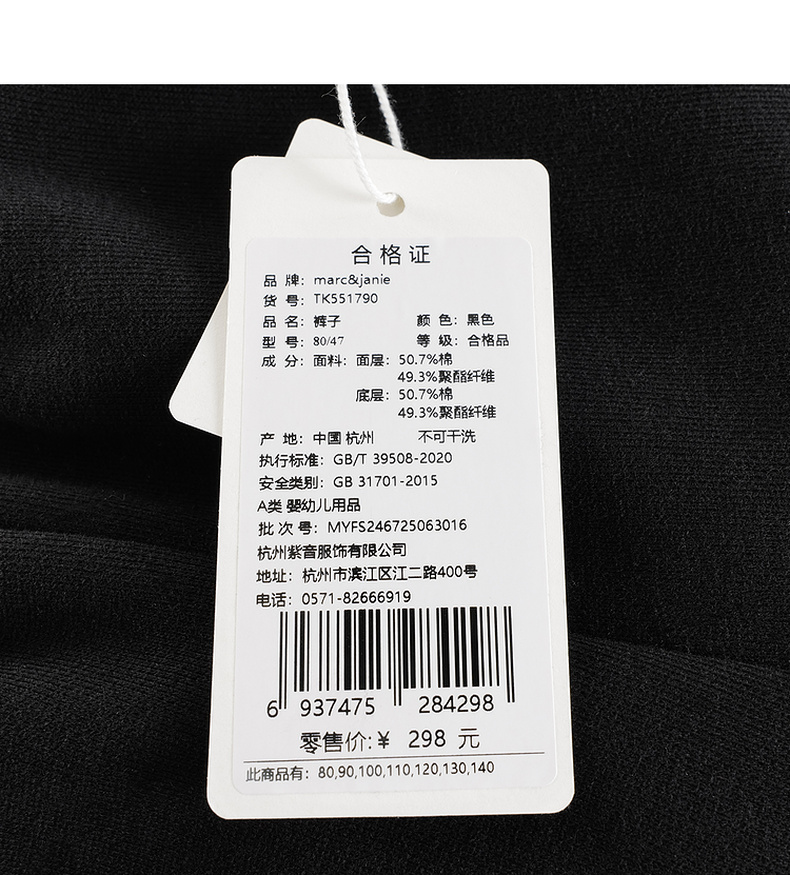 合格证
品 牌：marc&janie
货 号：TK551790
品 名：裤子 颜 色：黑色
型 号：80/47 等 级：合格品
成 分：面料：面层：50.7%棉
49.3%聚酯纤维
底层：50.7%棉
49.3%聚酯纤维
产 地：中国 杭州 不可干洗
执行标准：GB/T 39508-2020
安全类别：GB 31701-2015
A类 婴幼儿用品
批 次 号：MYFS246725063016
杭州紫音服饰有限公司
地址：杭州市滨江区江二路400号
电话：0571-82666919
6 937475 284298
零售价:¥ 298 元
此商品有：80,90,100,110,120,130,140